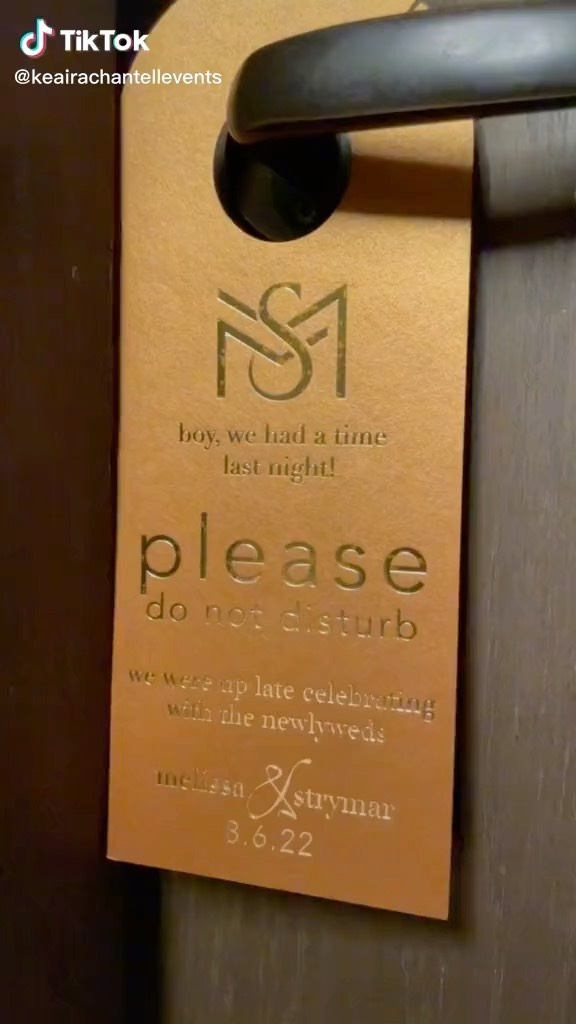 TikTok
@keairachantellevents
MS
boy, we had a time
last night!
please
do not disturb
we were up late celebrating
with the newlyweds
melissa & strymar
8.6.22